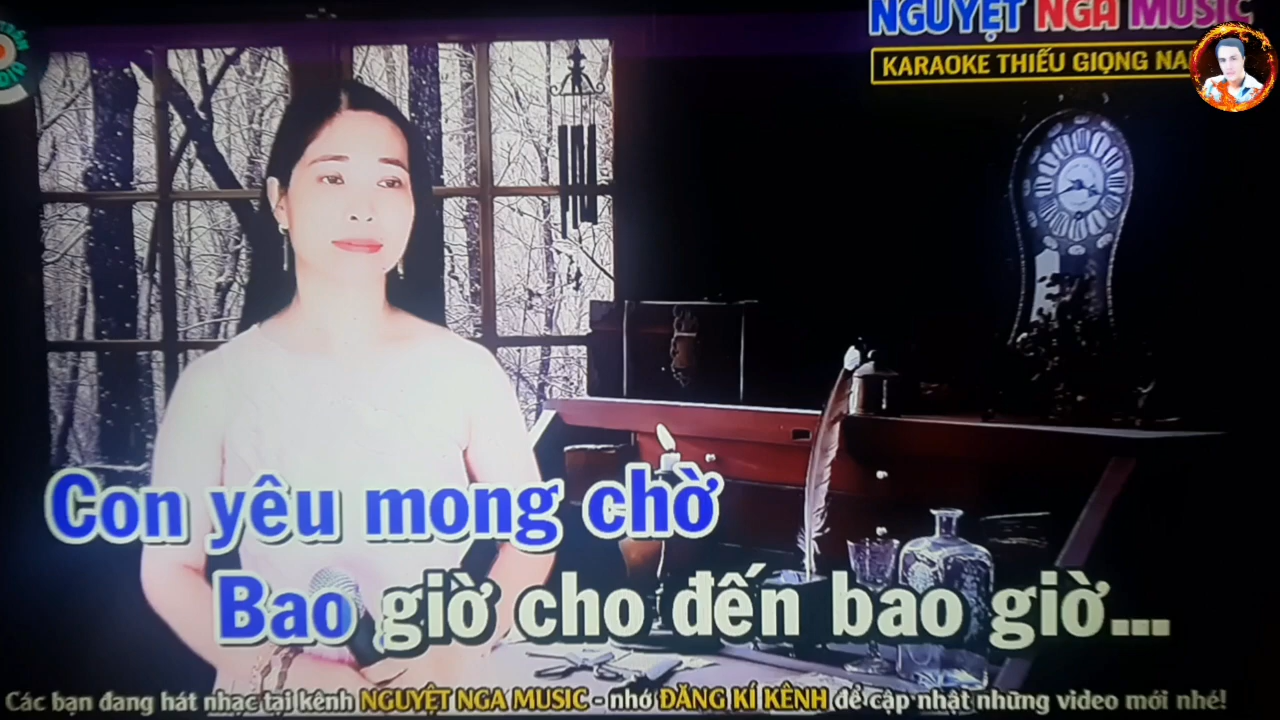 NGUYỆT NGA MUSIC
KARAOKE THIẾU GIỌNG
Con yêu mong chờ
Bao giờ cho đến bao giờ...
Các bạn đang hát nhạc tại kênh NGUYỆT NGA MUSIC - nhớ ĐĂNG KÍ KÊNH để cập nhật những video mới nhé!